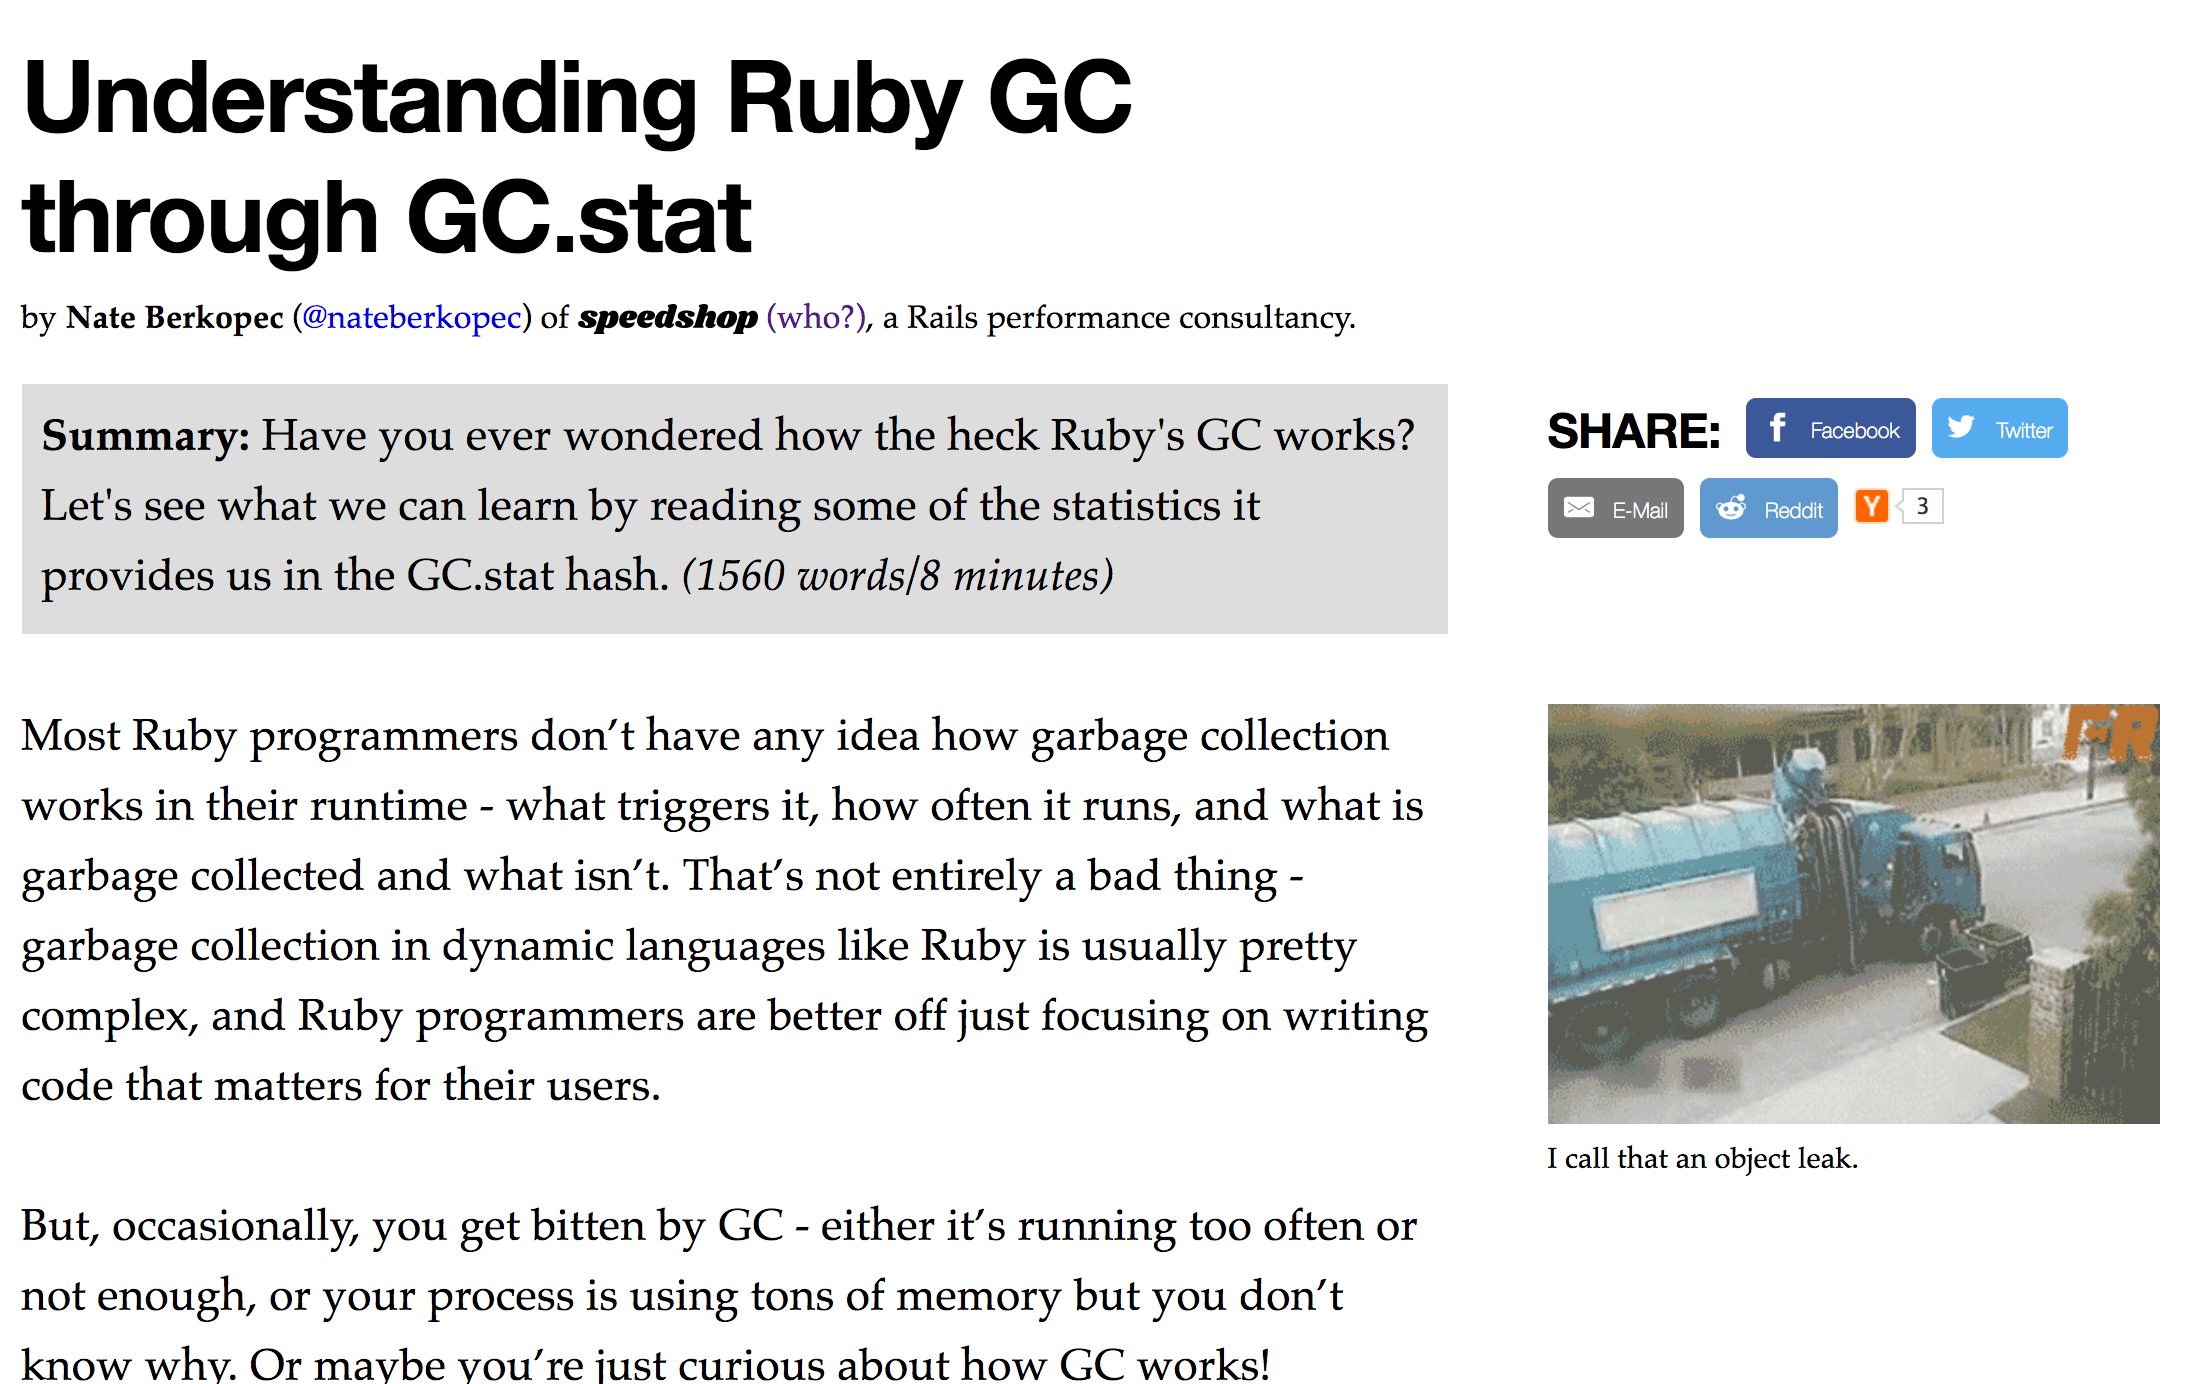 Understanding Ruby GC
through GC.stat
by Nate Berkopec (@nateberkopec) of speedshop (who?), a Rails performance consultancy.
Summary: Have you ever wondered how the heck Ruby's GC works?
Let's see what we can learn by reading some of the statistics it
provides us in the GC.stat hash. (1560 words/8 minutes)
SHARE: Facebook Twitter
E-Mail Reddit Y 3
Most Ruby programmers don’t have any idea how garbage collection
works in their runtime - what triggers it, how often it runs, and what is
garbage collected and what isn’t. That’s not entirely a bad thing -
garbage collection in dynamic languages like Ruby is usually pretty
complex, and Ruby programmers are better off just focusing on writing
code that matters for their users.
I call that an object leak.
But, occasionally, you get bitten by GC - either it’s running too often or
not enough, or your process is using tons of memory but you don’t
know why. Or maybe you’re just curious about how GC works!